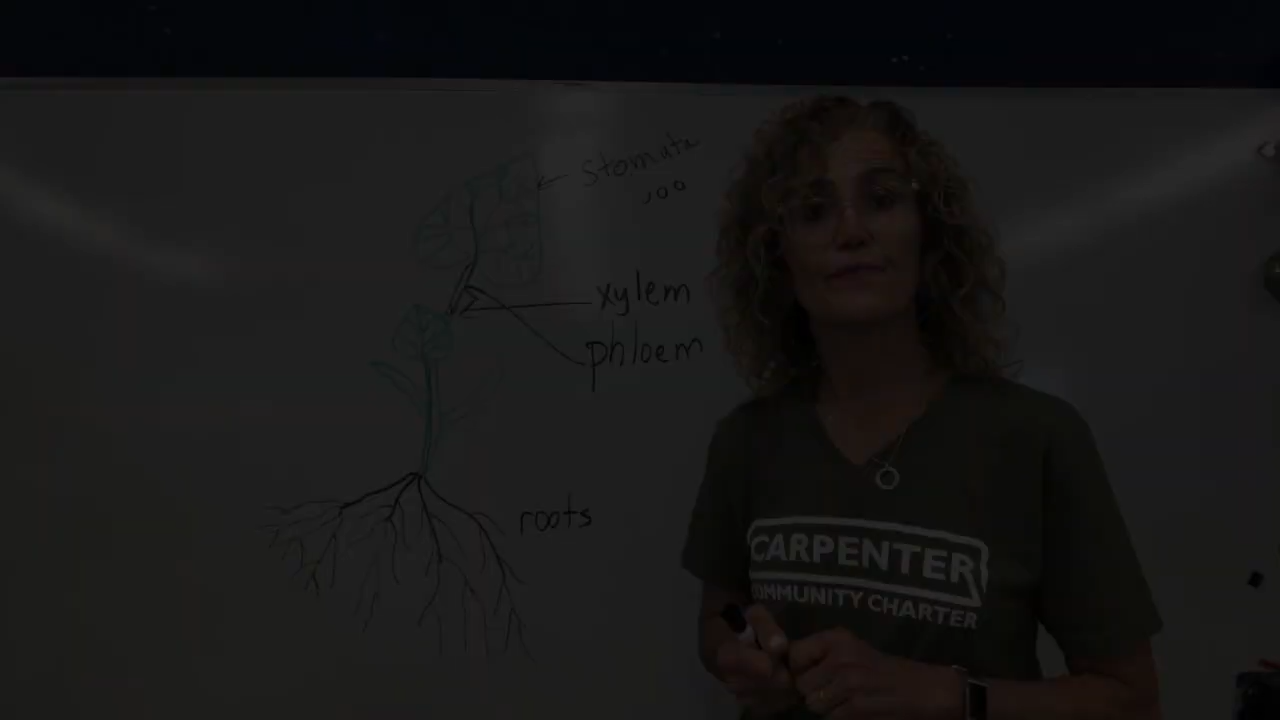 stomata
xylem
phloem
roots
CARPENTER
COMMUNITY CHARTER